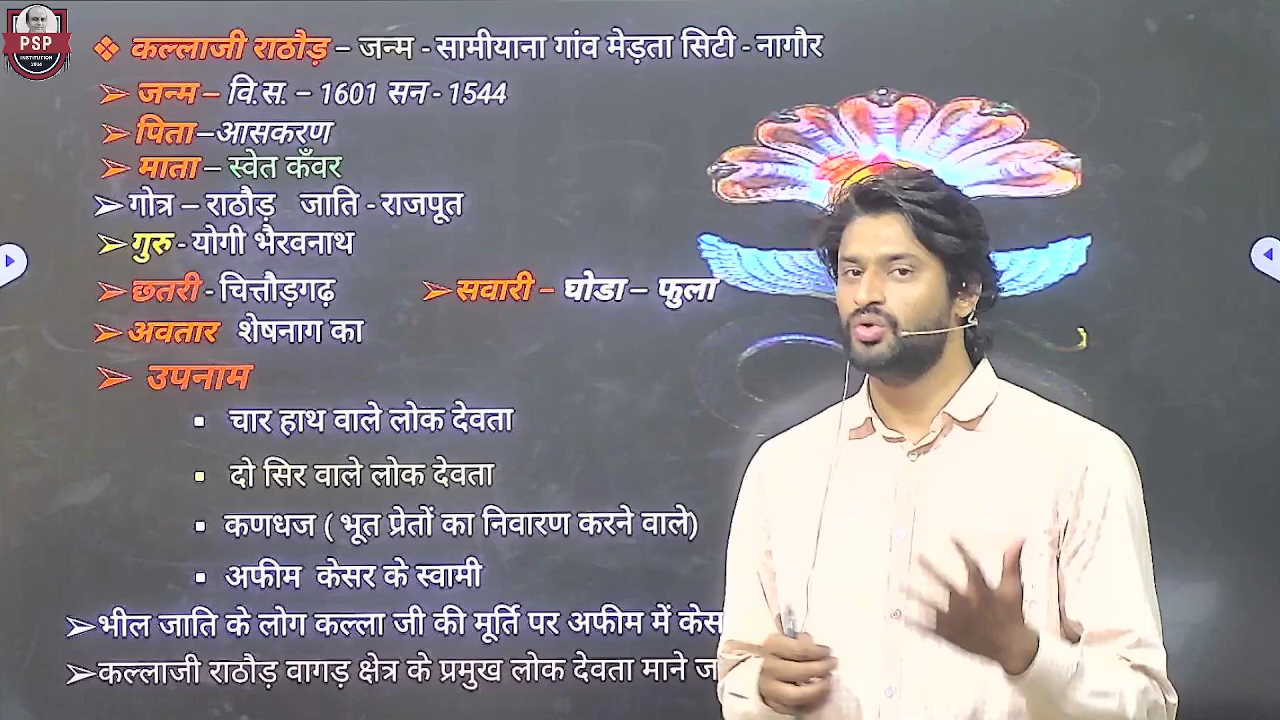 PSP
INSTITUTION
❖ कल्लाजी राठौड़ – जन्म - सामीयाना गांव मेड़ता सिटी - नागौर
➢ जन्म – वि.स. – 1601 सन - 1544
➢ पिता–आसकरण
➢ माता – स्वेत कँवर
➢गोत्र – राठौड़ जाति - राजपूत
➢गुरु - योगी भैरवनाथ
➢छतरी - चित्तौड़गढ़ ➢सवारी – घोडा – फुला
➢अवतार शेषनाग का
➢ उपनाम
▪ चार हाथ वाले लोक देवता
▪ दो सिर वाले लोक देवता
▪ कणधज ( भूत प्रेतों का निवारण करने वाले)
▪ अफीम केसर के स्वामी
➢भील जाति के लोग कल्ला जी की मूर्ति पर अफीम में
➢कल्लाजी राठौड़ वागड़ क्षेत्र के प्रमुख लोक देवता माने